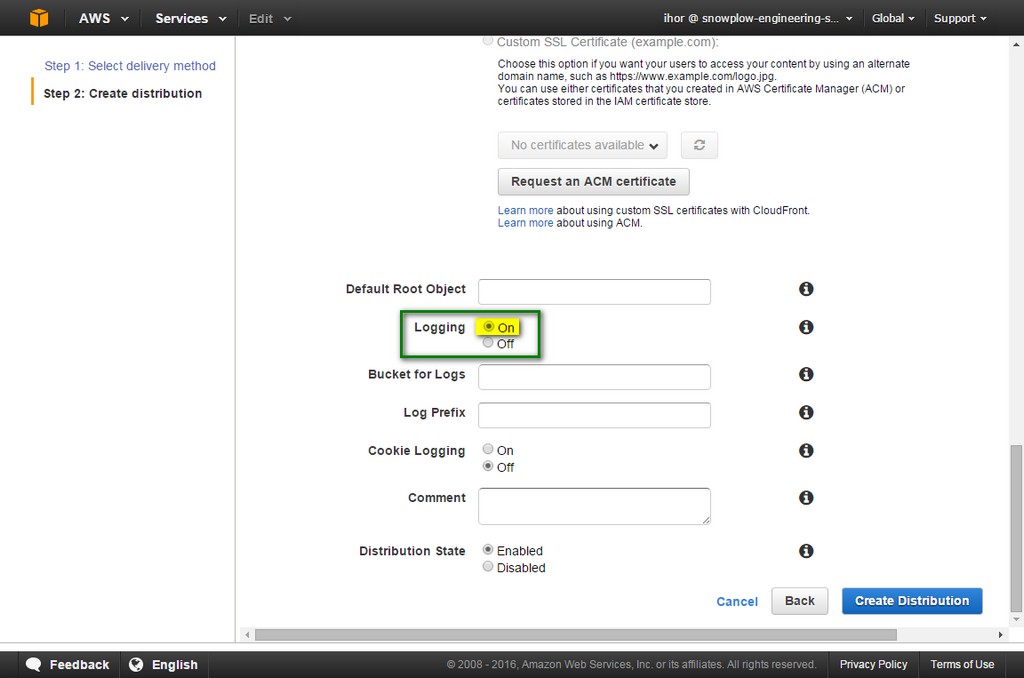 AWS Services Edit ihor @ snowplow-engineering-s... Global Support
Step 1: Select delivery method
Step 2: Create distribution
Custom SSL Certificate (example.com):
Choose this option if you want your users to access your content by using an alternate
domain name, such as https://www.example.com/logo.jpg.
You can use either certificates that you created in AWS Certificate Manager (ACM) or
certificates stored in the IAM certificate store.
No certificates available
Request an ACM certificate
Learn more about using custom SSL certificates with CloudFront.
Learn more about using ACM.
Default Root Object
Logging On
Off
Bucket for Logs
Log Prefix
Cookie Logging On
Off
Comment
Distribution State Enabled
Disabled
Cancel Back Create Distribution
Feedback English © 2008 - 2016, Amazon Web Services, Inc. or its affiliates. All rights reserved. Privacy Policy Terms of Use